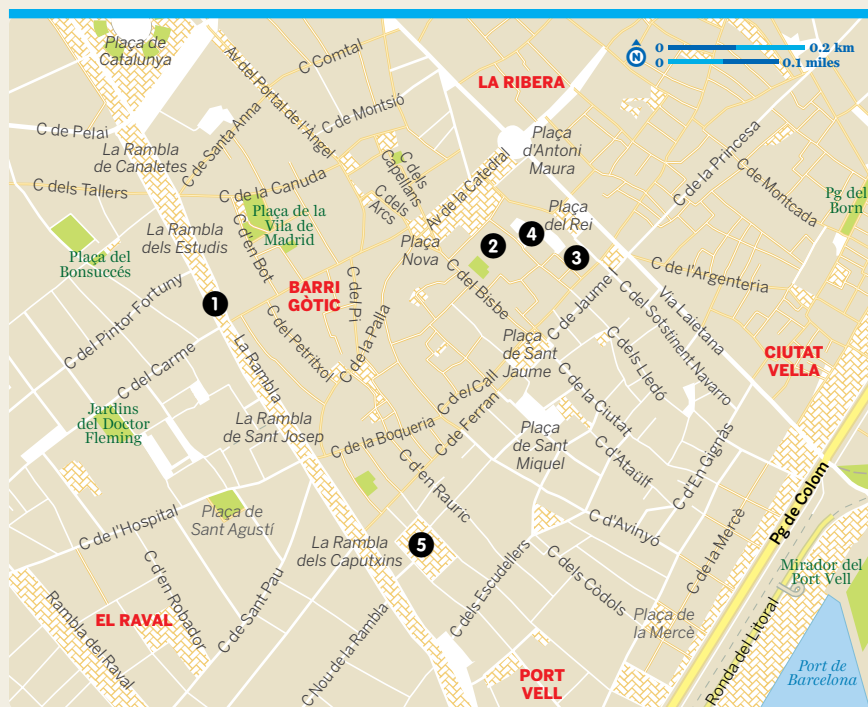 Plaça de
Catalunya
Av del Portal de l'Àngel
C Comtal
LA RIBERA
N
0
0.2 km
0
0.1 miles
C de Pelai
C de Santa Anna
C de Montsió
La Rambla
de Canaletes
C dels
Capellans
Plaça
d'Antoni
Maura
C de la Princesa
C de Montcada
C dels Tallers
C de la Canuda
C dels
Arcs
Av de la Catedral
Pg del
Born
La Rambla
dels Estudis
C d'en Bot
Plaça de la
Vila de
Madrid
Plaça
Nova
Plaça
del Rei
2
4
3
Plaça del
Bonsuccés
C del Bisbe
C de l'Argenteria
1
BARRI
GÒTIC
C del Pi
C de Jaume I
C del Sotstinent Navarro
Via Laietana
C del Pintor Fortuny
C del Petritxol
C de la Palla
Plaça
de Sant
Jaume
C dels Lledó
CIUTAT
VELLA
C del Carme
La Rambla
C de la Ciutat
Jardins
del Doctor
Fleming
La Rambla
de Sant Josep
C de la Boqueria
C de/el Call
C de Ferran
Plaça
de Sant
Miquel
C d'Ataülf
C d'En Gignàs
C d'en Rauric
Pg de Colom
C de l'Hospital
Plaça de
Sant Agustí
La Rambla
dels Caputxins
5
C d'Avinyó
C de la Mercè
C d'en Robador
C de Sant Pau
C dels Escudellers
C dels Còdols
Mirador del
Port Vell
EL RAVAL
Rambla del Raval
C Nou de la Rambla
Plaça de
la Mercè
Ronda del Litoral
PORT
VELL
Port de
Barcelona